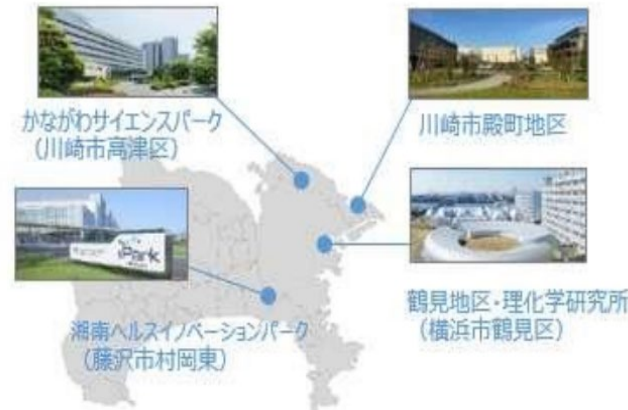 かながわサイエンスパーク
（川崎市高津区）
川崎市殿町地区
iPark
湘南ヘルスイノベーションパーク
（藤沢市村岡東）
鶴見地区・理化学研究所
（横浜市鶴見区）